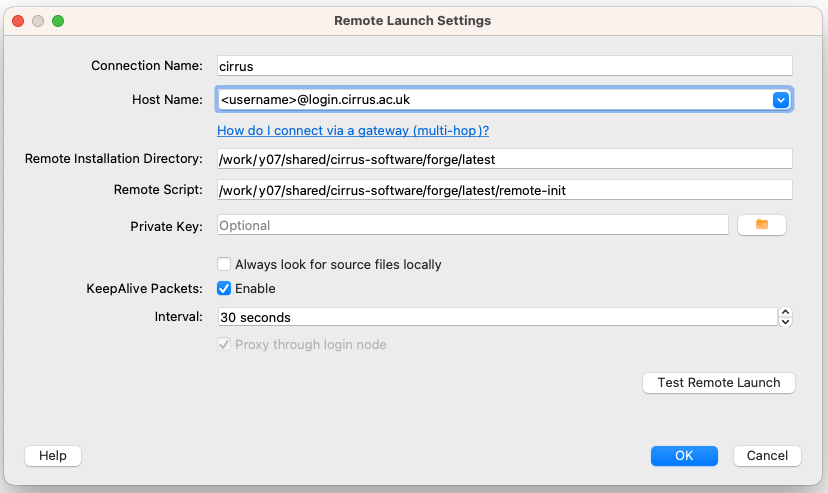 Remote Launch Settings
Connection Name: cirrus
Host Name: <username>@login.cirrus.ac.uk
How do I connect via a gateway (multi-hop)?
Remote Installation Directory: /work/y07/shared/cirrus-software/forge/latest
Remote Script: /work/y07/shared/cirrus-software/forge/latest/remote-init
Private Key: Optional
Always look for source files locally
KeepAlive Packets: Enable
Interval: 30 seconds
Proxy through login node
Test Remote Launch
Help OK Cancel